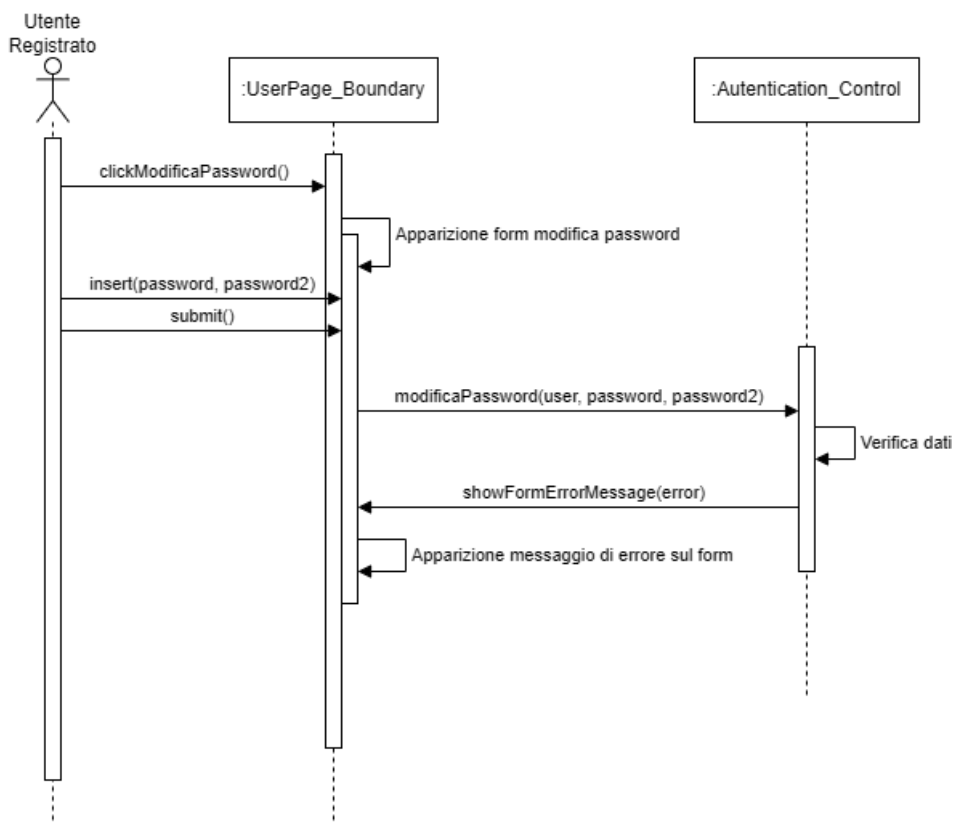 Utente
Registrato
:UserPage_Boundary
:Autentication_Control
clickModificaPassword()
Apparizione form modifica password
insert(password, password2)
submit()
modificaPassword(user, password, password2)
Verifica dati
showFormErrorMessage(error)
Apparizione messaggio di errore sul form